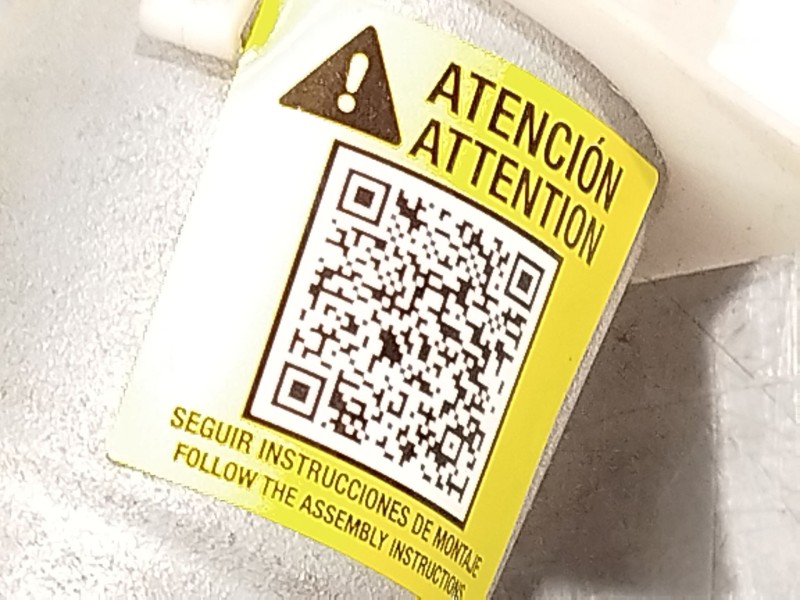 ATENCIÓN
ATTENTION
SEGUIR INSTRUCCIONES DE MONTAJE
FOLLOW THE ASSEMBLY INSTRUCTIONS